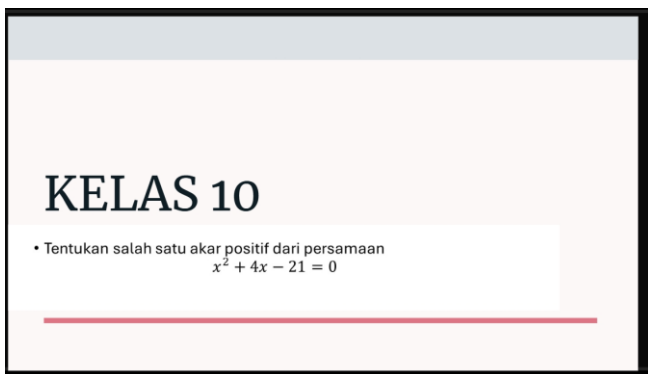 KELAS 10
• Tentukan salah satu akar positif dari persamaan
x² + 4x − 21 = 0